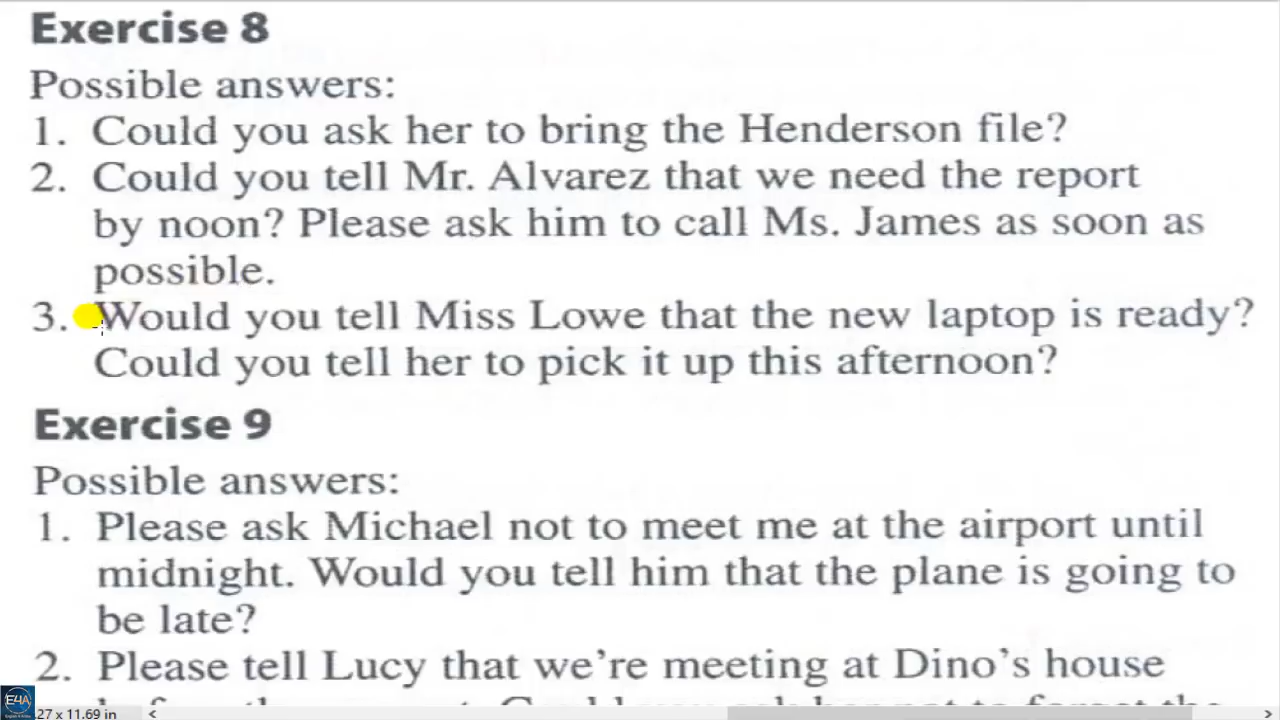 Exercise 8
Possible answers:
1. Could you ask her to bring the Henderson file?
2. Could you tell Mr. Alvarez that we need the report
by noon? Please ask him to call Ms. James as soon as
possible.
3. Would you tell Miss Lowe that the new laptop is ready?
Could you tell her to pick it up this afternoon?
Exercise 9
Possible answers:
1. Please ask Michael not to meet me at the airport until
midnight. Would you tell him that the plane is going to
be late?
2. Please tell Lucy that we're meeting at Dino's house
E4A
27 x 11.69 in